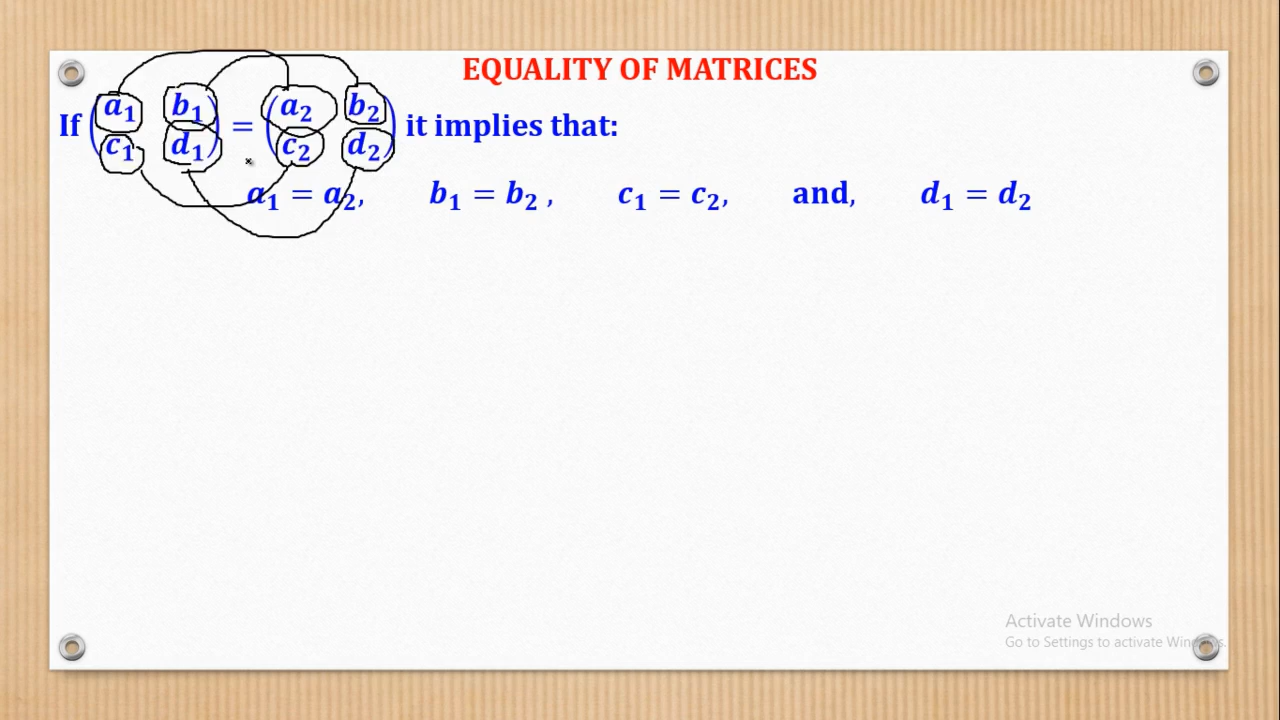 EQUALITY OF MATRICES
If (a₁ b₁ c₁ d₁) = (a₂ b₂ c₂ d₂) it implies that:
a₁ = a₂, b₁ = b₂ , c₁ = c₂, and, d₁ = d₂
Activate Windows
Go to Settings to activate Windows.